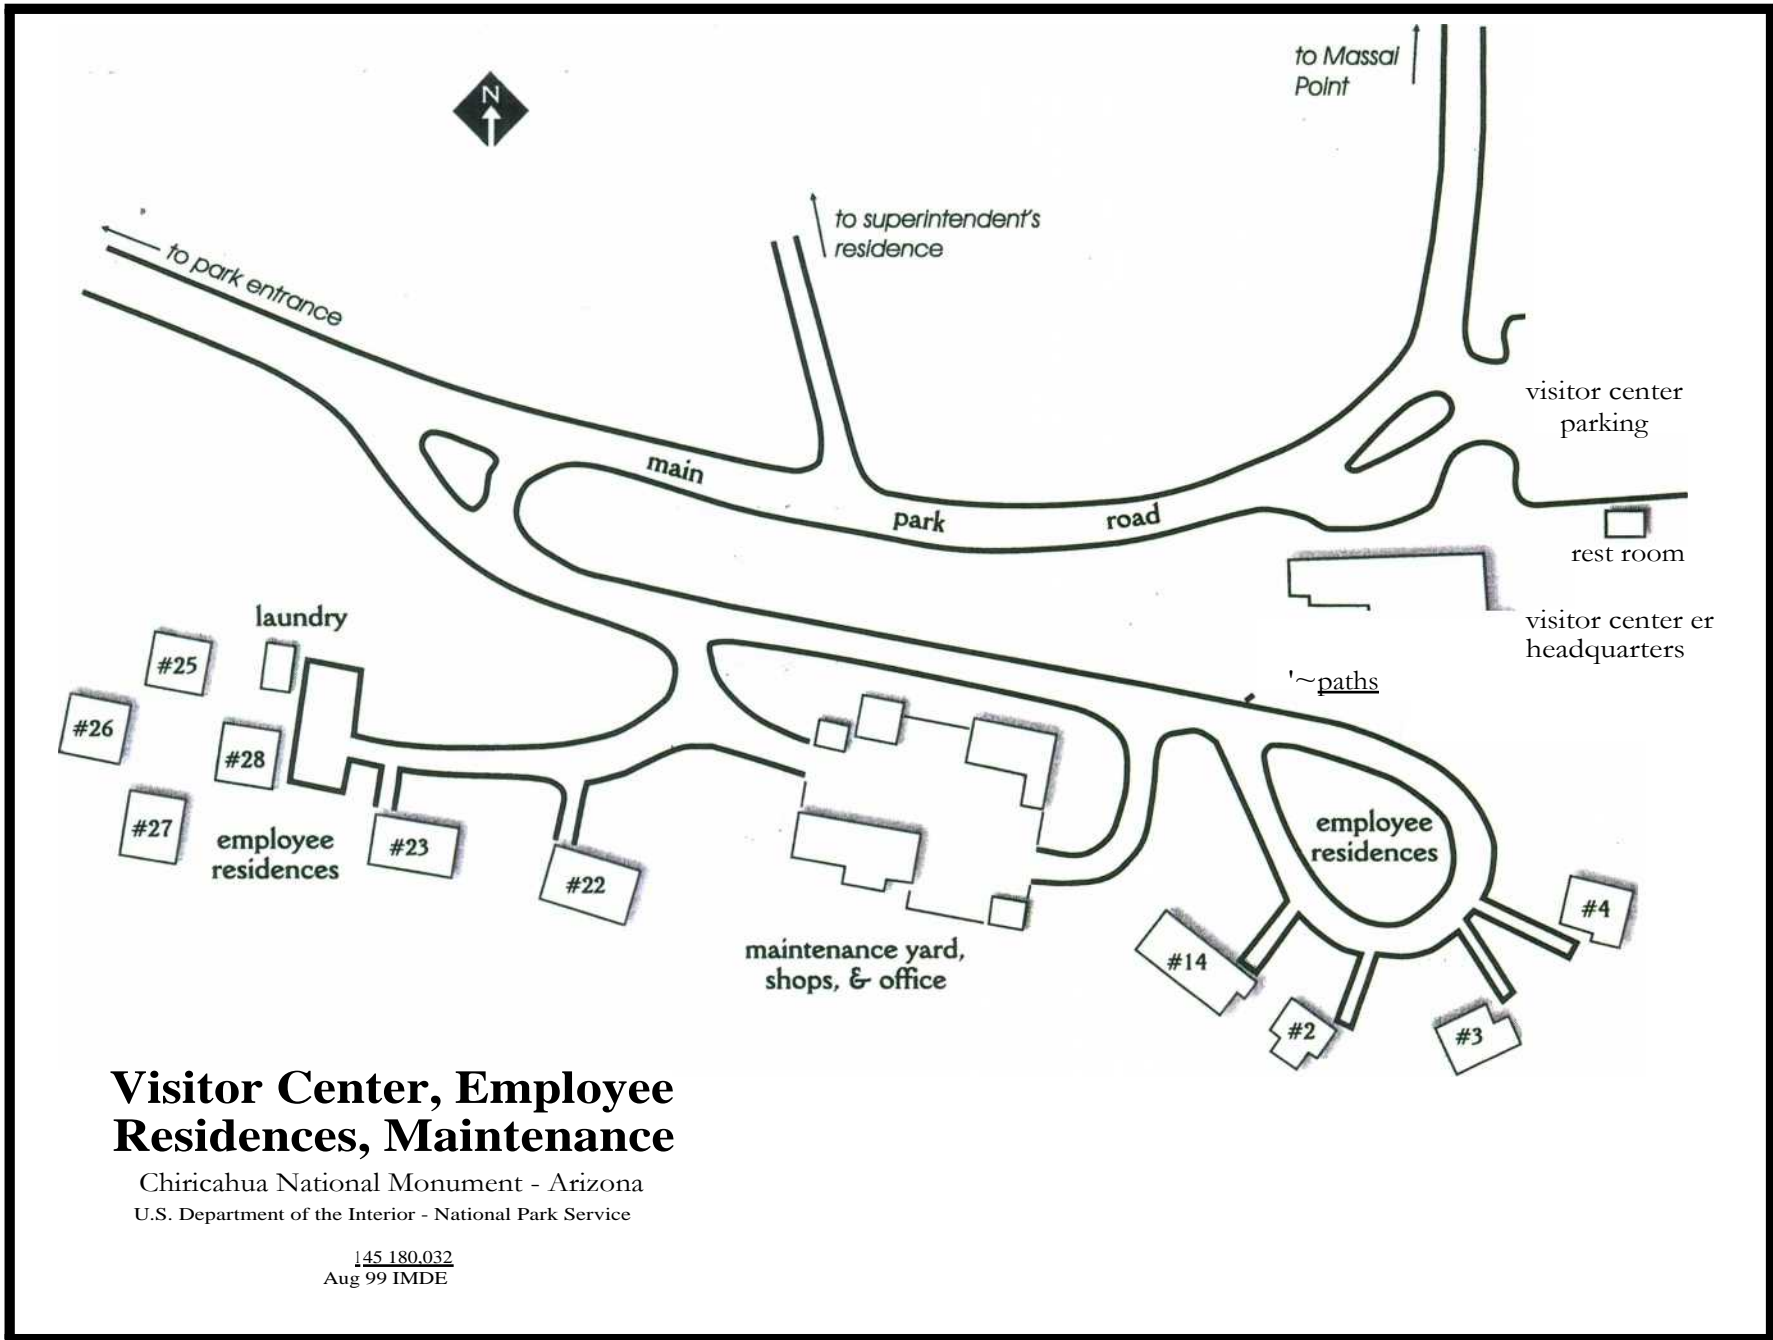 to Massai
Point
N
to superintendent's
residence
to park entrance
visitor center
parking
main
park
road
rest room
laundry
visitor center er
headquarters
#25
'~paths
#26
#28
employee
residences
#27
employee
residences
#23
#22
#4
maintenance yard,
shops, & office
#14
#2
#3
Visitor Center, Employee
Residences, Maintenance
Chiricahua National Monument - Arizona
U.S. Department of the Interior - National Park Service
|45 180,032
Aug 99 IMDE